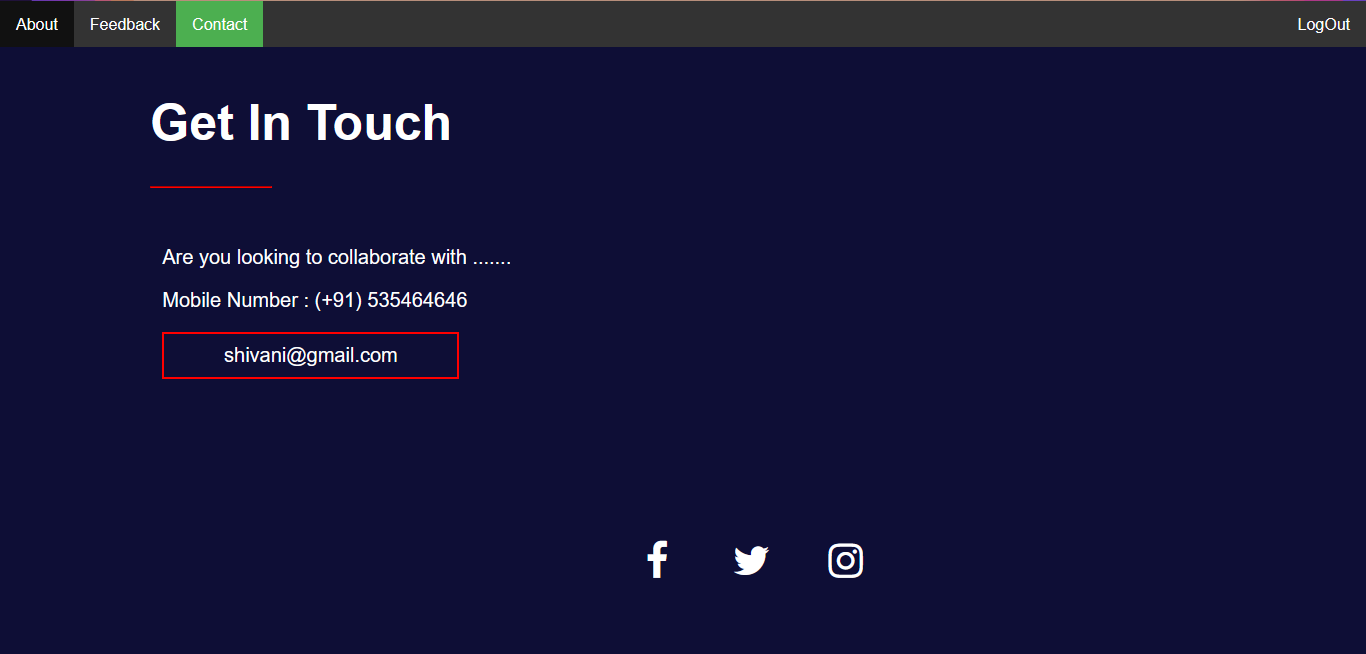 About Feedback Contact LogOut
Get In Touch
Are you looking to collaborate with .......
Mobile Number : (+91) 535464646
shivani@gmail.com